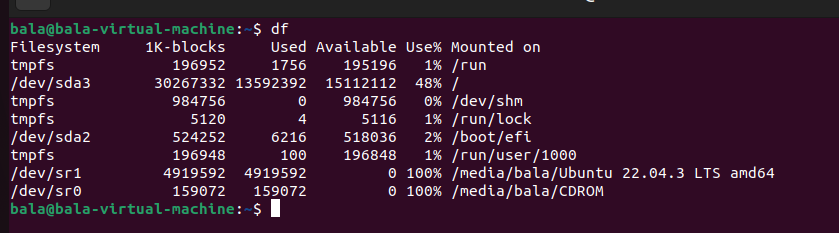 bala@bala-virtual-machine:~$ df
Filesystem     1K-blocks     Used Available Use% Mounted on
tmpfs             196952     1756    195196   1% /run
/dev/sda3       30267332 13592392  15112112  48% /
tmpfs             984756        0    984756   0% /dev/shm
tmpfs               5120        4      5116   1% /run/lock
/dev/sda2         524252     6216    518036   2% /boot/efi
tmpfs             196948      100    196848   1% /run/user/1000
/dev/sr1         4919592  4919592         0 100% /media/bala/Ubuntu 22.04.3 LTS amd64
/dev/sr0          159072   159072         0 100% /media/bala/CDROM
bala@bala-virtual-machine:~$